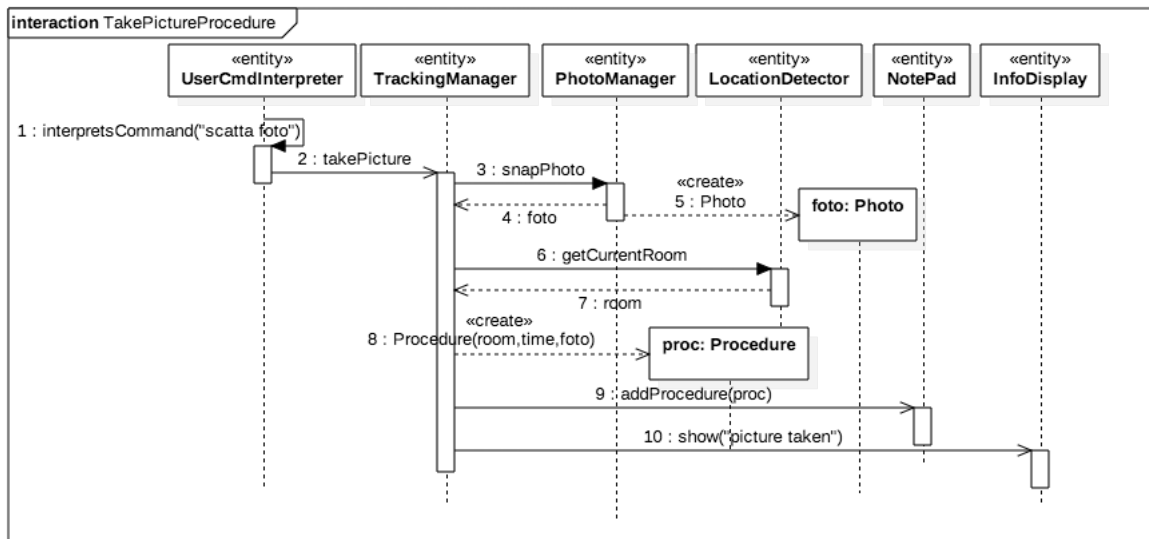 interaction TakePictureProcedure
«entity»
UserCmdInterpreter
«entity»
TrackingManager
«entity»
PhotoManager
«entity»
LocationDetector
«entity»
NotePad
«entity»
InfoDisplay
1 : interpretsCommand("scatta foto")
2 : takePicture
3 : snapPhoto
4 : foto
«create»
5 : Photo
foto: Photo
6 : getCurrentRoom
7 : room
«create»
8 : Procedure(room,time,foto)
proc: Procedure
9 : addProcedure(proc)
10 : show("picture taken")